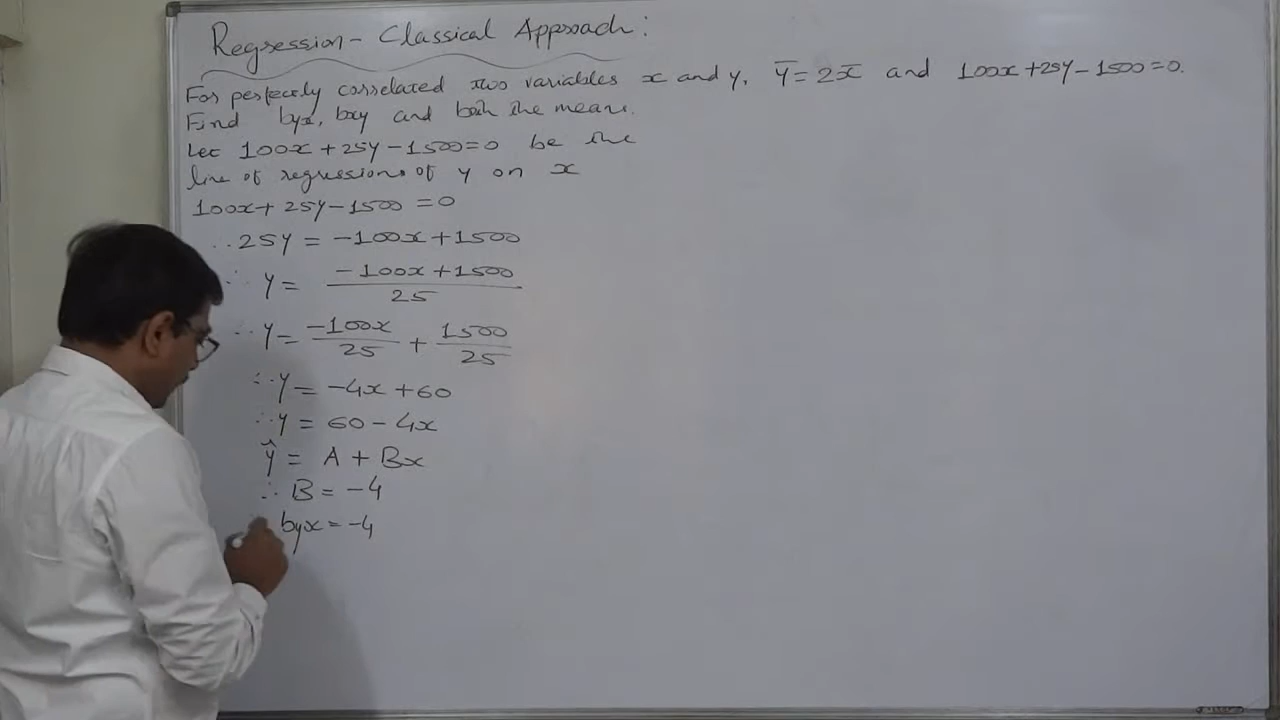 Regression - Classical Approach :
For perfectly correlated two variables x and y, ȳ = 2x̄ and 100x + 25y - 1500 = 0.
Find byx, bxy and both the means.
Let 100x + 25y - 1500 = 0 be the
line of regressions of y on x
100x + 25y - 1500 = 0
∴ 25y = -100x + 1500
∴ y = (-100x + 1500)/25
∴ y = -100x/25 + 1500/25
∴ y = -4x + 60
∴ y = 60 - 4x
ŷ = A + Bx
∴ B = -4
byx = -4